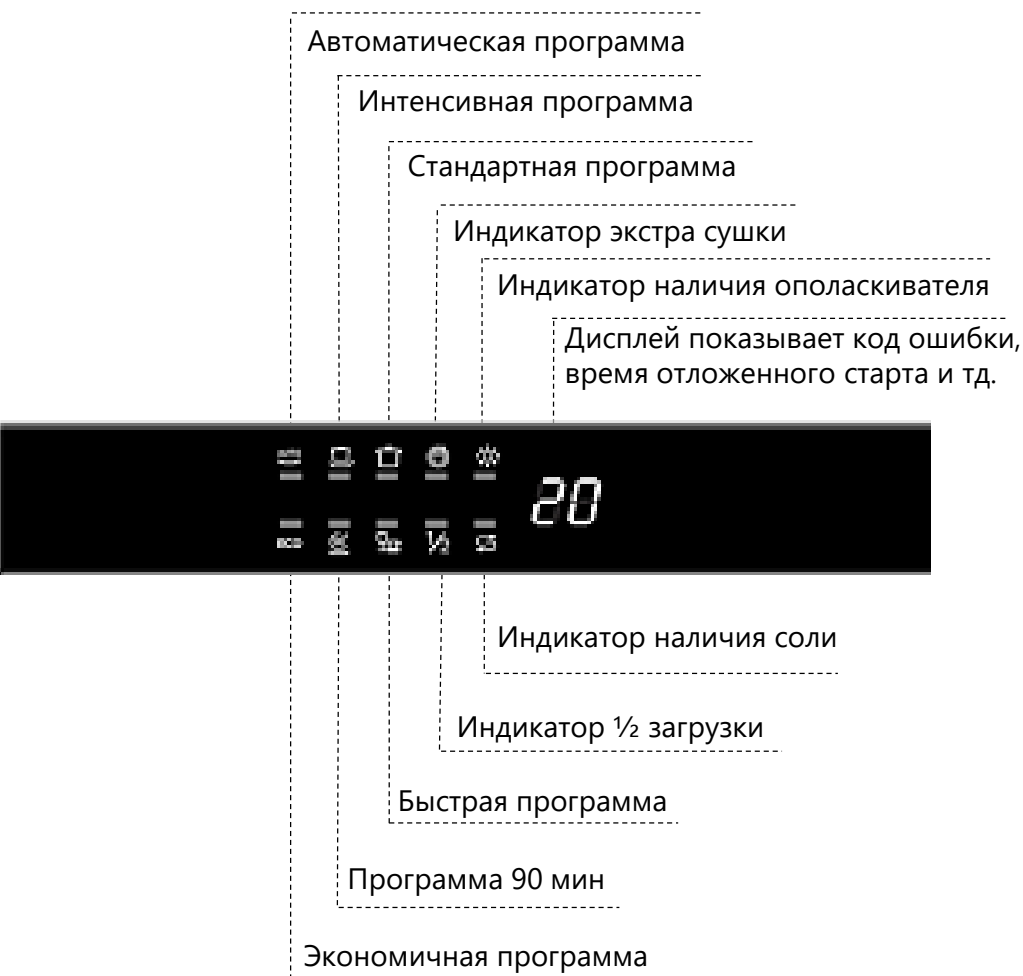 Автоматическая программа
Интенсивная программа
Стандартная программа
Индикатор экстра сушки
Индикатор наличия ополаскивателя
Дисплей показывает код ошибки,
время отложенного старта и тд.
20
eco
½
Индикатор наличия соли
Индикатор ½ загрузки
Быстрая программа
Программа 90 мин
Экономичная программа